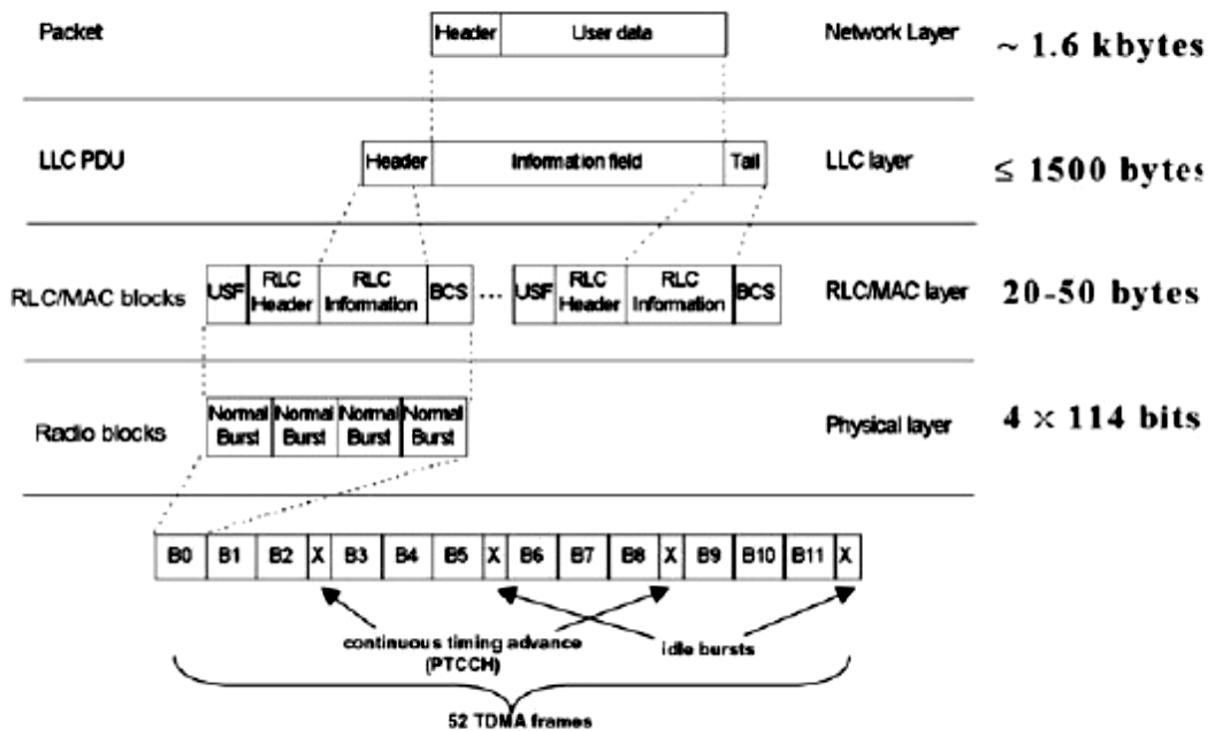 Packet
Header User data
Network Layer
~ 1.6 kbytes
LLC PDU
Header Information field Tail
LLC layer
≤ 1500 bytes
RLC/MAC blocks
USF RLC Header RLC Information BCS ... USF RLC Header RLC Information BCS
RLC/MAC layer
20-50 bytes
Radio blocks
Normal Burst Normal Burst Normal Burst Normal Burst
Physical layer
4 × 114 bits
B0 B1 B2 X B3 B4 B5 X B6 B7 B8 X B9 B10 B11 X
continuous timing advance
(PTCCH)
idle bursts
52 TDMA frames